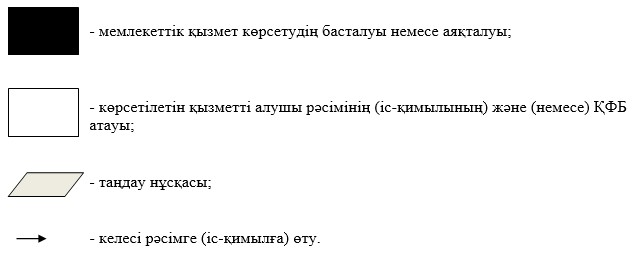 - мемлекеттік қызмет көрсетудің басталуы немесе аяқталуы;
- көрсетілетін қызметті алушы рәсімінің (іс-қимылының) және (немесе) ҚФБ
атауы;
- таңдау нұсқасы;
- келесі рәсімге (іс-қимылға) өту.